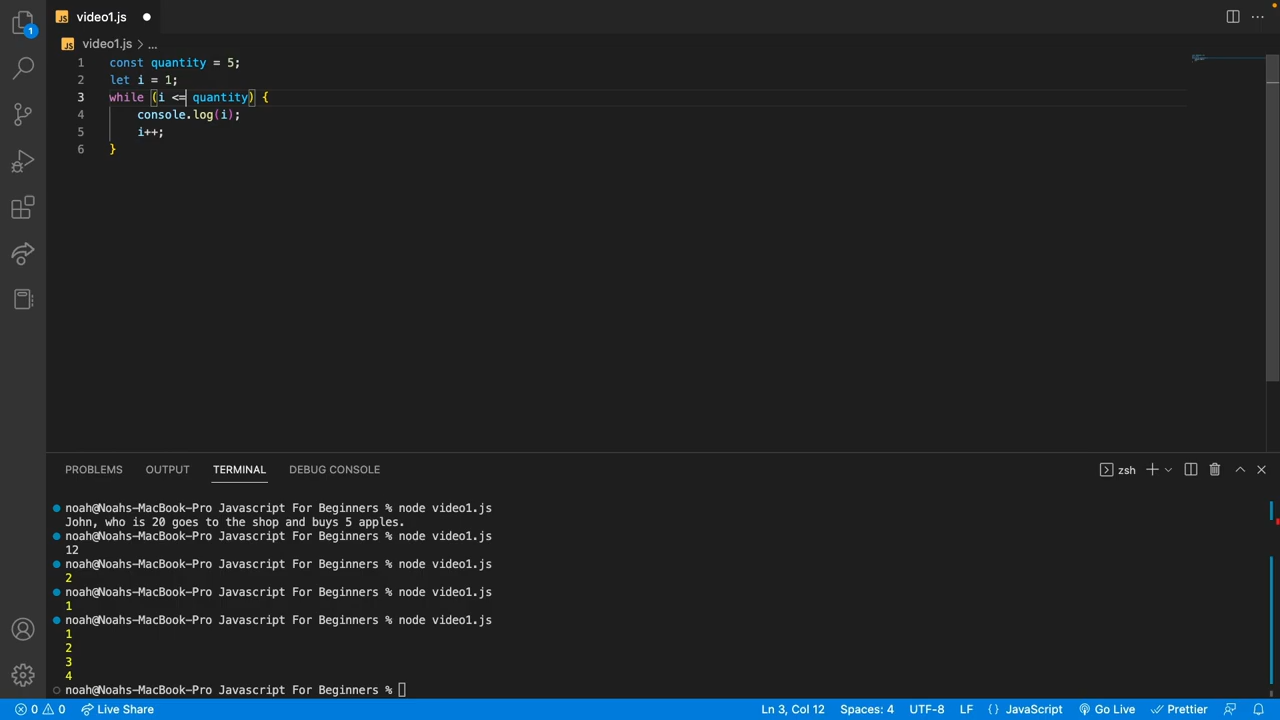 1
video1.js
video1.js > ...
1 const quantity = 5;
2 let i = 1;
3 while (i <= quantity) {
4 console.log(i);
5 i++;
6 }
PROBLEMS OUTPUT TERMINAL DEBUG CONSOLE zsh
noah@Noahs-MacBook-Pro Javascript For Beginners % node video1.js
John, who is 20 goes to the shop and buys 5 apples.
noah@Noahs-MacBook-Pro Javascript For Beginners % node video1.js
12
noah@Noahs-MacBook-Pro Javascript For Beginners % node video1.js
2
noah@Noahs-MacBook-Pro Javascript For Beginners % node video1.js
1
noah@Noahs-MacBook-Pro Javascript For Beginners % node video1.js
1
2
3
4
noah@Noahs-MacBook-Pro Javascript For Beginners %
0 0 Live Share Ln 3, Col 12 Spaces: 4 UTF-8 LF {} JavaScript Go Live Prettier